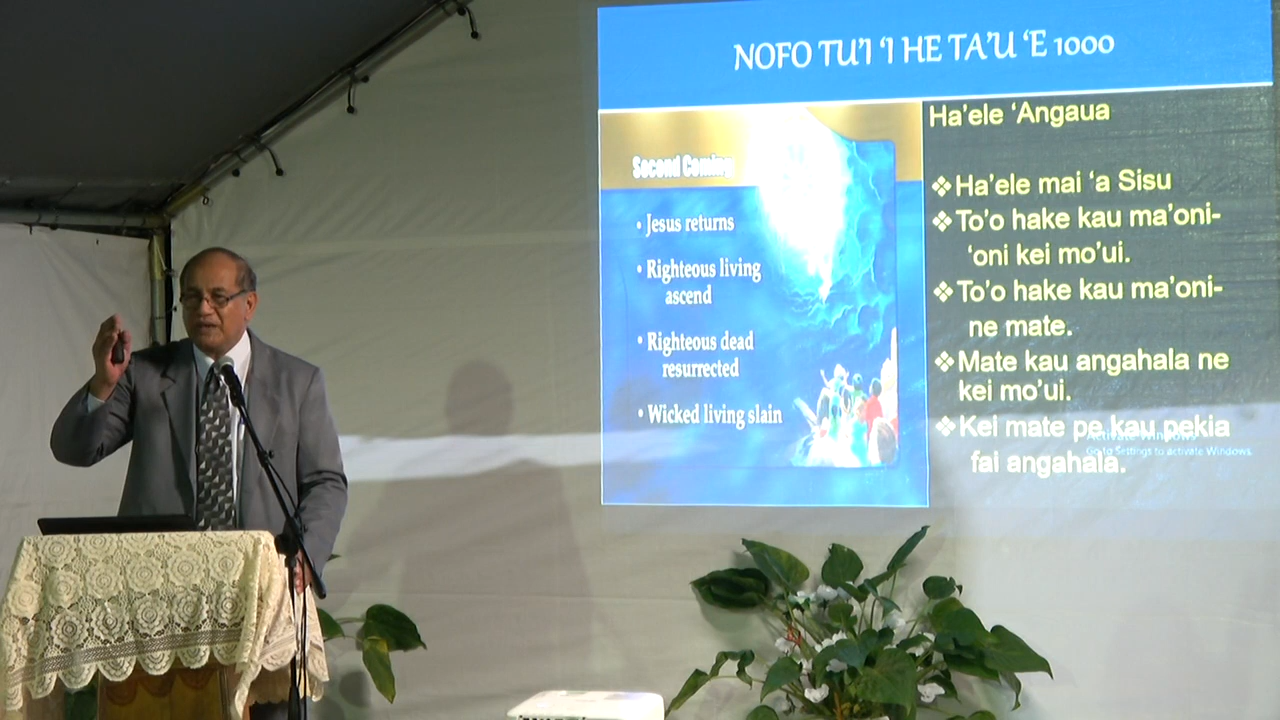 NOFO TU'I 'I HE TA'U 'E 1000
Second Coming
• Jesus returns
• Righteous living
ascend
• Righteous dead
resurrected
• Wicked living slain
Ha'ele 'Angaua
❖Ha'ele mai 'a Sisu
❖To'o hake kau ma'oni-
'oni kei mo'ui.
❖To'o hake kau ma'oni-
ne mate.
❖Mate kau angahala ne
kei mo'ui.
❖Kei mate pe kau pekia
fai angahala.
Activate Windows
Go to Settings to activate Windows.